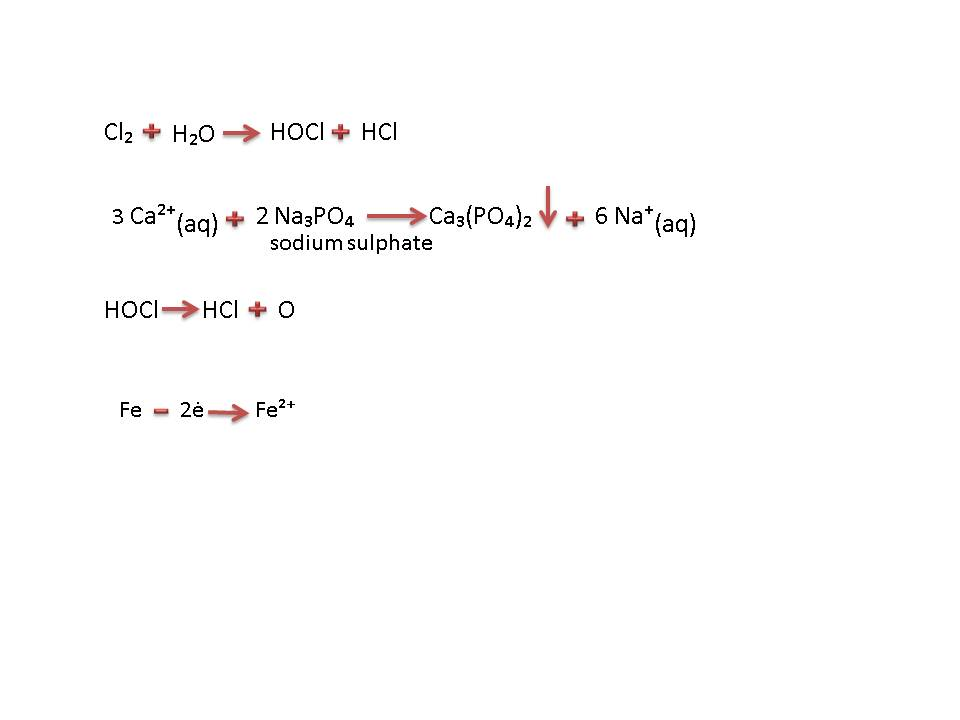 Cl₂ + H₂O → HOCl + HCl
3 Ca²⁺(aq) + 2 Na₃PO₄ → Ca₃(PO₄)₂ ↓ + 6 Na⁺(aq)
sodium sulphate
HOCl → HCl + O
Fe − 2ė → Fe²⁺